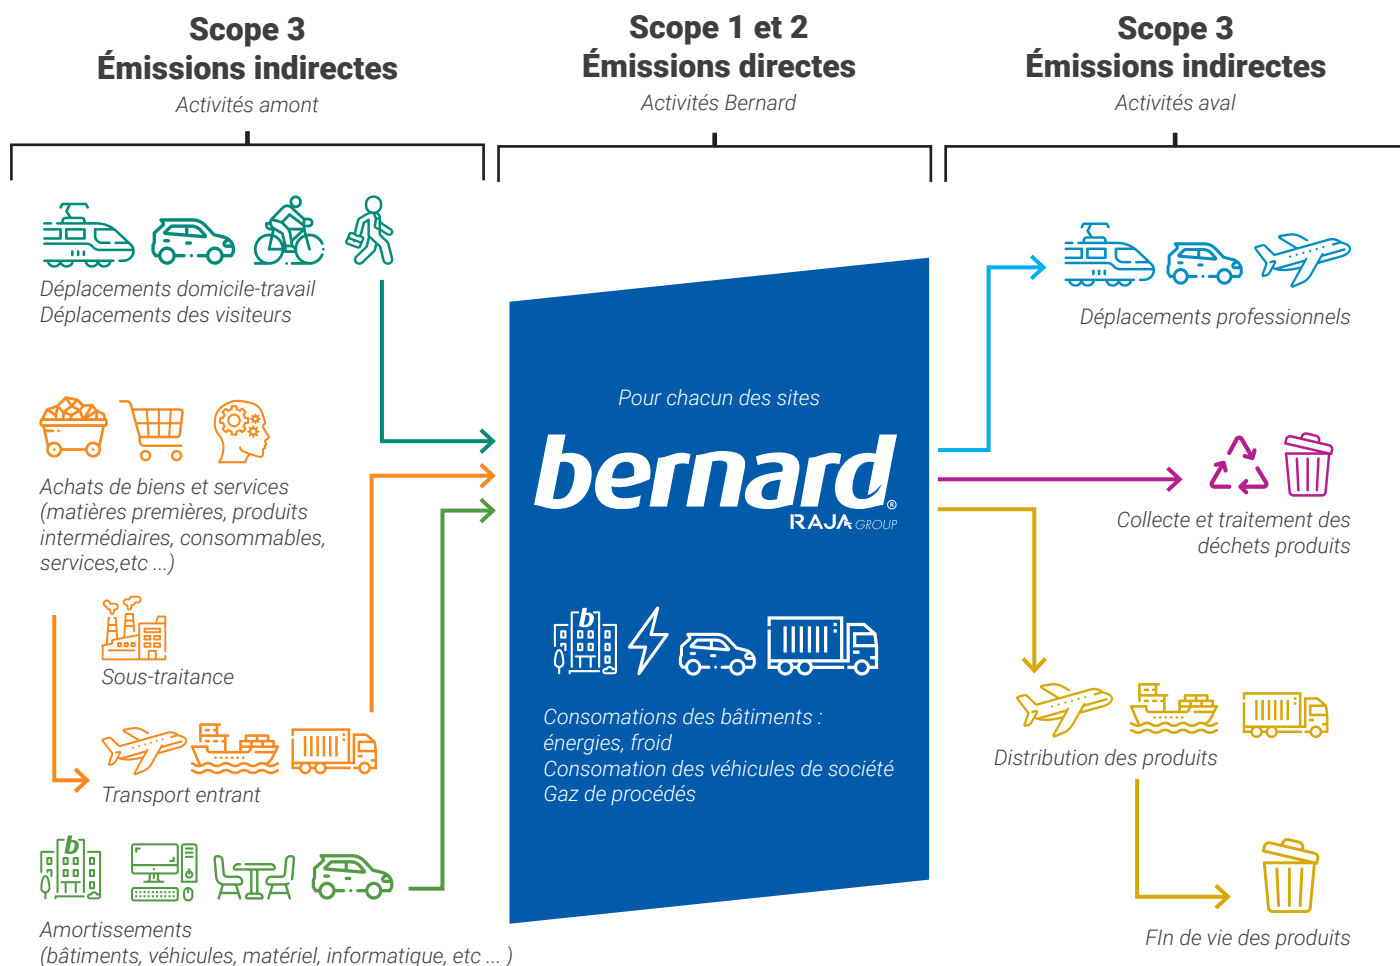 Scope 3
Émissions indirectes
Activités amont
Scope 1 et 2
Émissions directes
Activités Bernard
Scope 3
Émissions indirectes
Activités aval
Déplacements domicile-travail
Déplacements des visiteurs
Achats de biens et services
(matières premières, produits
intermédiaires, consommables,
services,etc ...)
Sous-traitance
Transport entrant
b
Amortissements
(bâtiments, véhicules, matériel, informatique, etc ... )
Pour chacun des sites
bernard®
RAJA GROUP
b
Consomations des bâtiments :
énergies, froid
Consomation des véhicules de société
Gaz de procédés
Déplacements professionnels
Collecte et traitement des
déchets produits
Distribution des produits
FIn de vie des produits